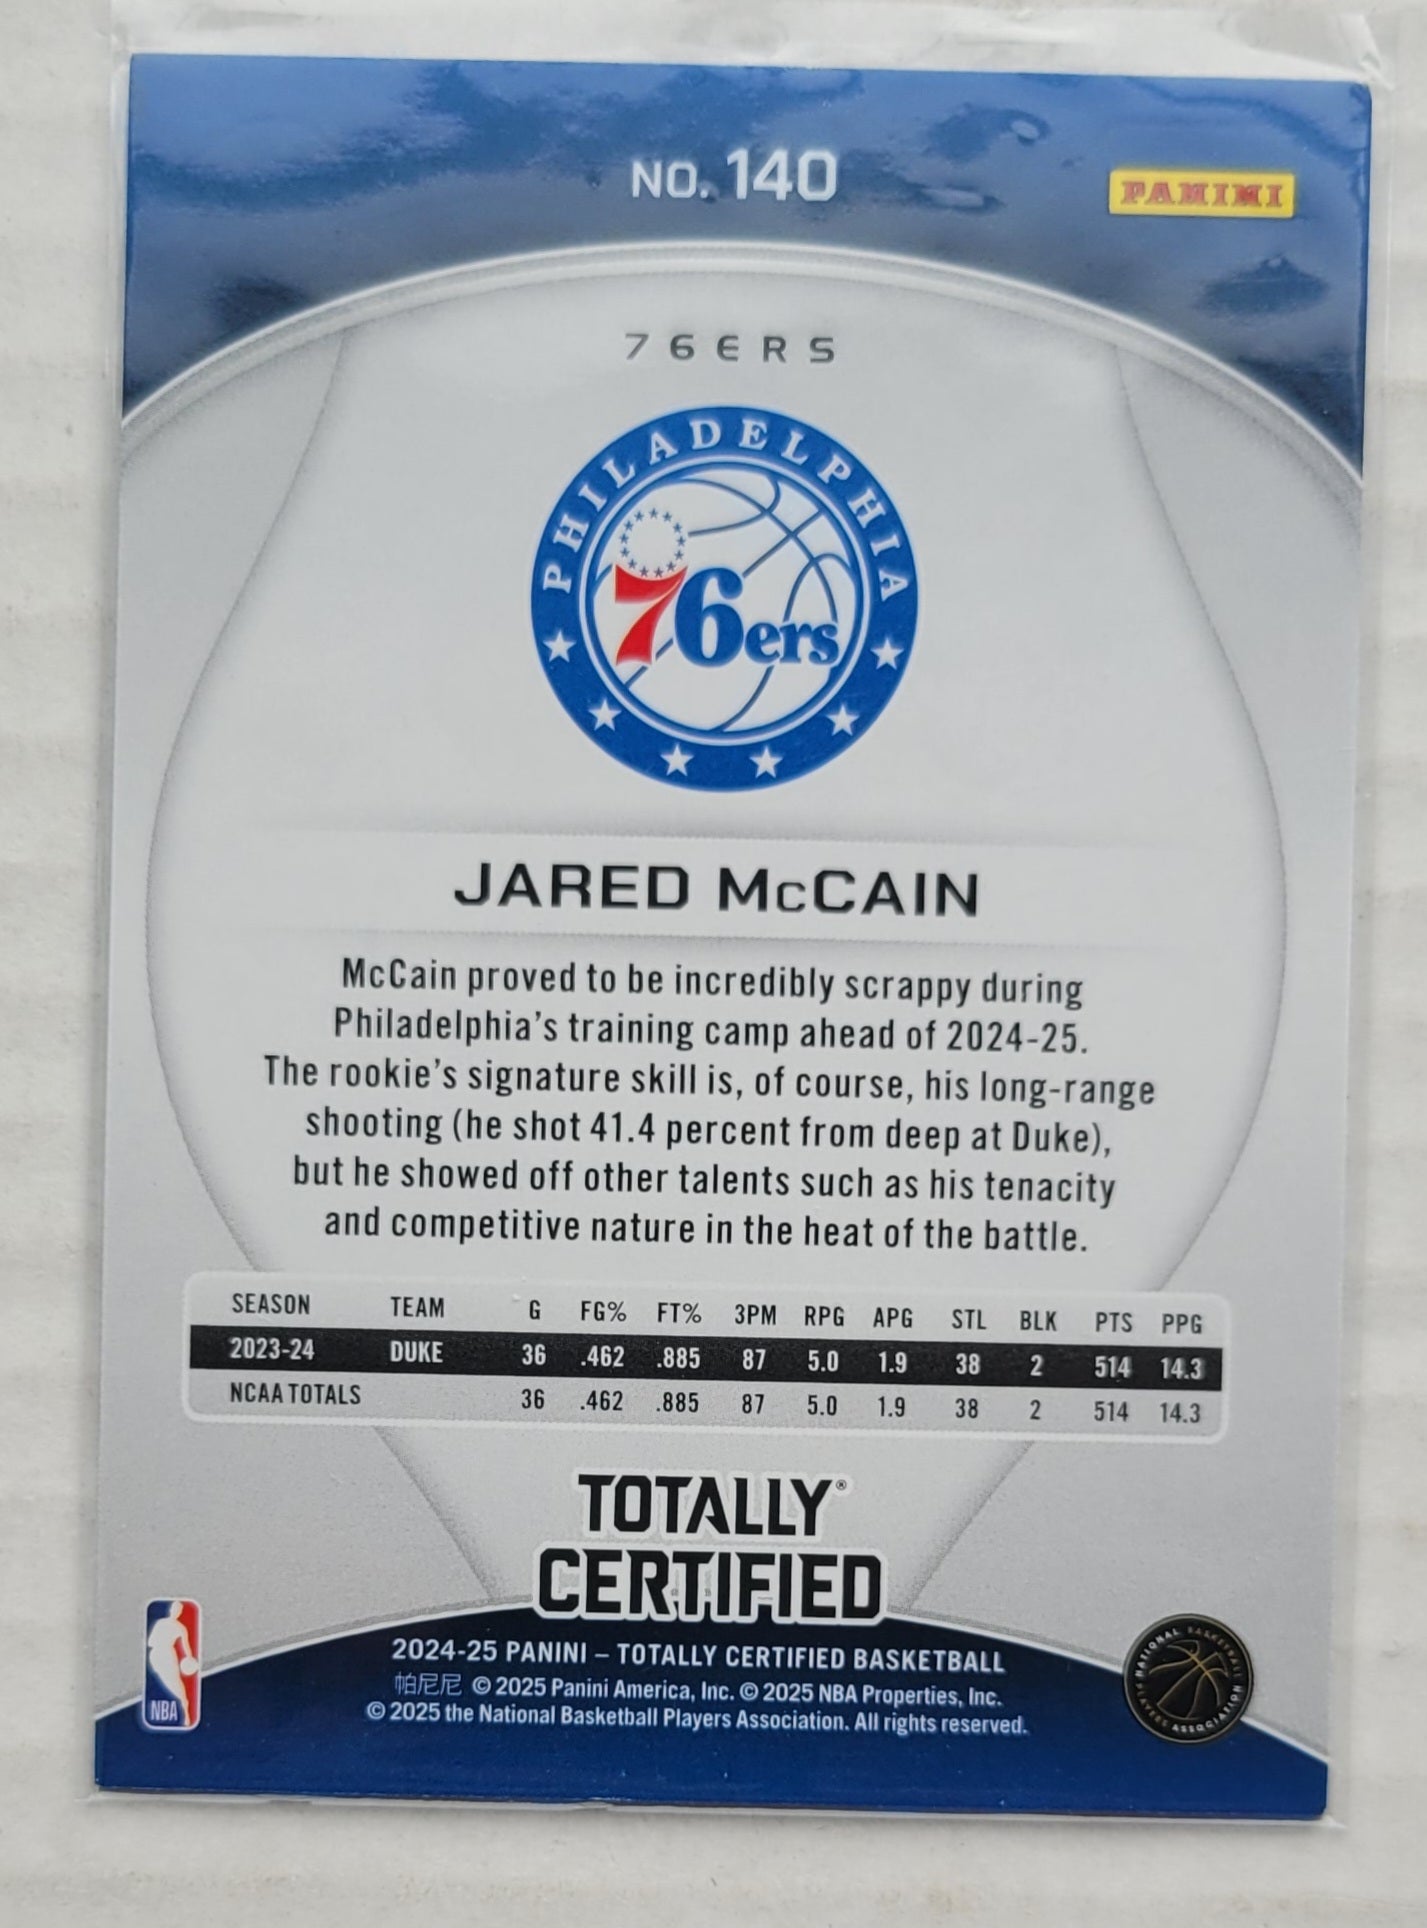 NO. 140
PANINI
76ERS
PHILADELPHIA
76ers
JARED McCAIN
McCain proved to be incredibly scrappy during
Philadelphia's training camp ahead of 2024-25.
The rookie's signature skill is, of course, his long-range
shooting (he shot 41.4 percent from deep at Duke),
but he showed off other talents such as his tenacity
and competitive nature in the heat of the battle.
SEASON TEAM G FG% FT% 3PM RPG APG STL BLK PTS PPG
2023-24 DUKE 36 .462 .885 87 5.0 1.9 38 2 514 14.3
NCAA TOTALS 36 .462 .885 87 5.0 1.9 38 2 514 14.3
TOTALLY®
CERTIFIED
2024-25 PANINI – TOTALLY CERTIFIED BASKETBALL
帕尼尼 © 2025 Panini America, Inc. © 2025 NBA Properties, Inc.
© 2025 the National Basketball Players Association. All rights reserved.
NBA
NATIONAL BASKETBALL PLAYERS ASSOCIATION